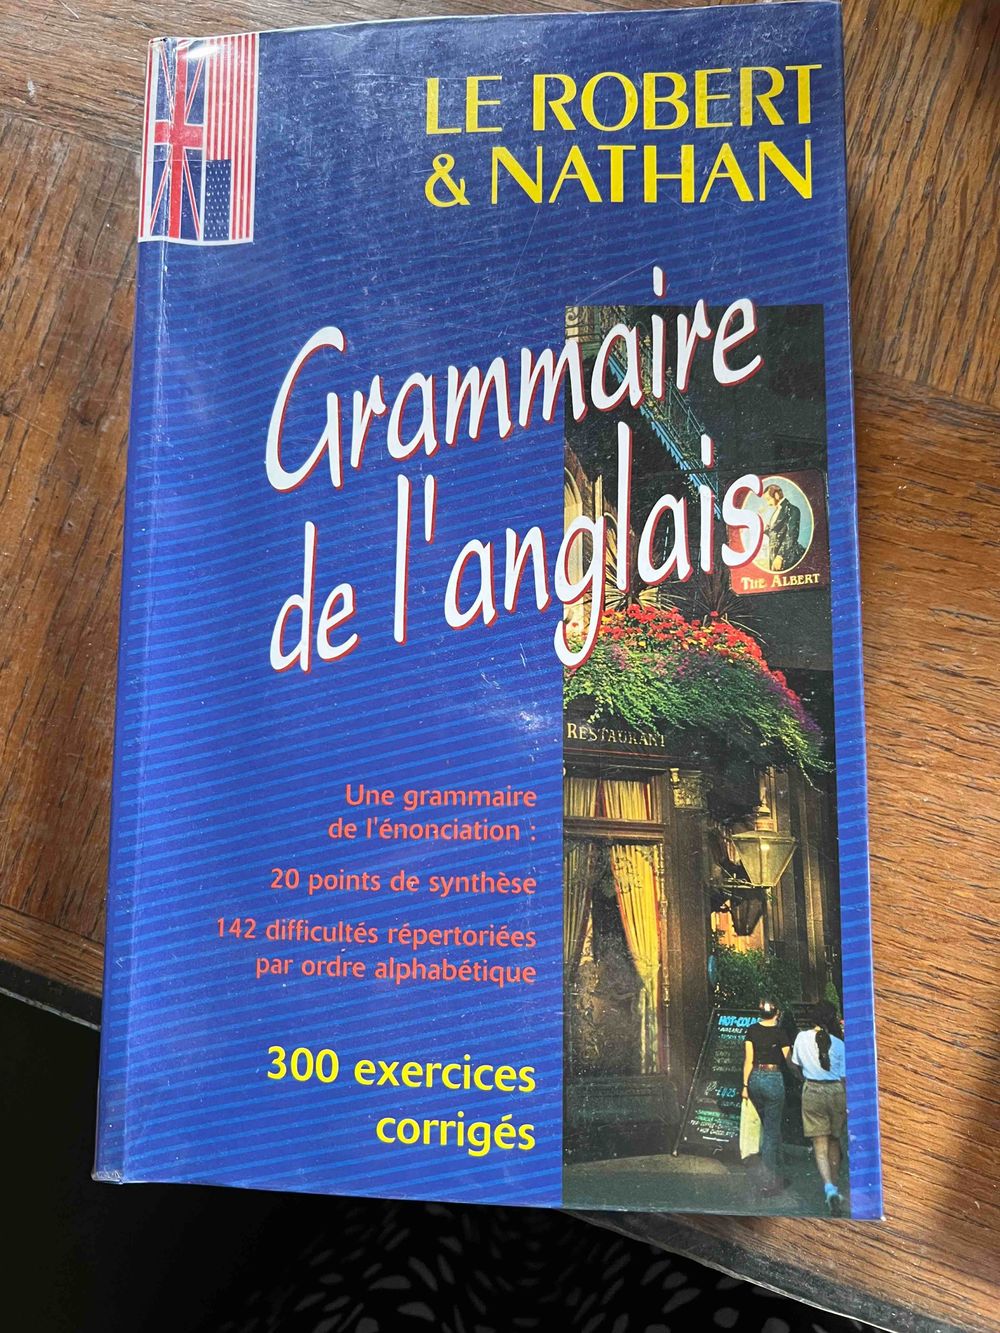 LE ROBERT
& NATHAN
Grammaire
de l'anglais
THE ALBERT
RESTAURANT
Une grammaire
de l'énonciation :
20 points de synthèse
142 difficultés répertoriées
par ordre alphabétique
300 exercices
corrigés